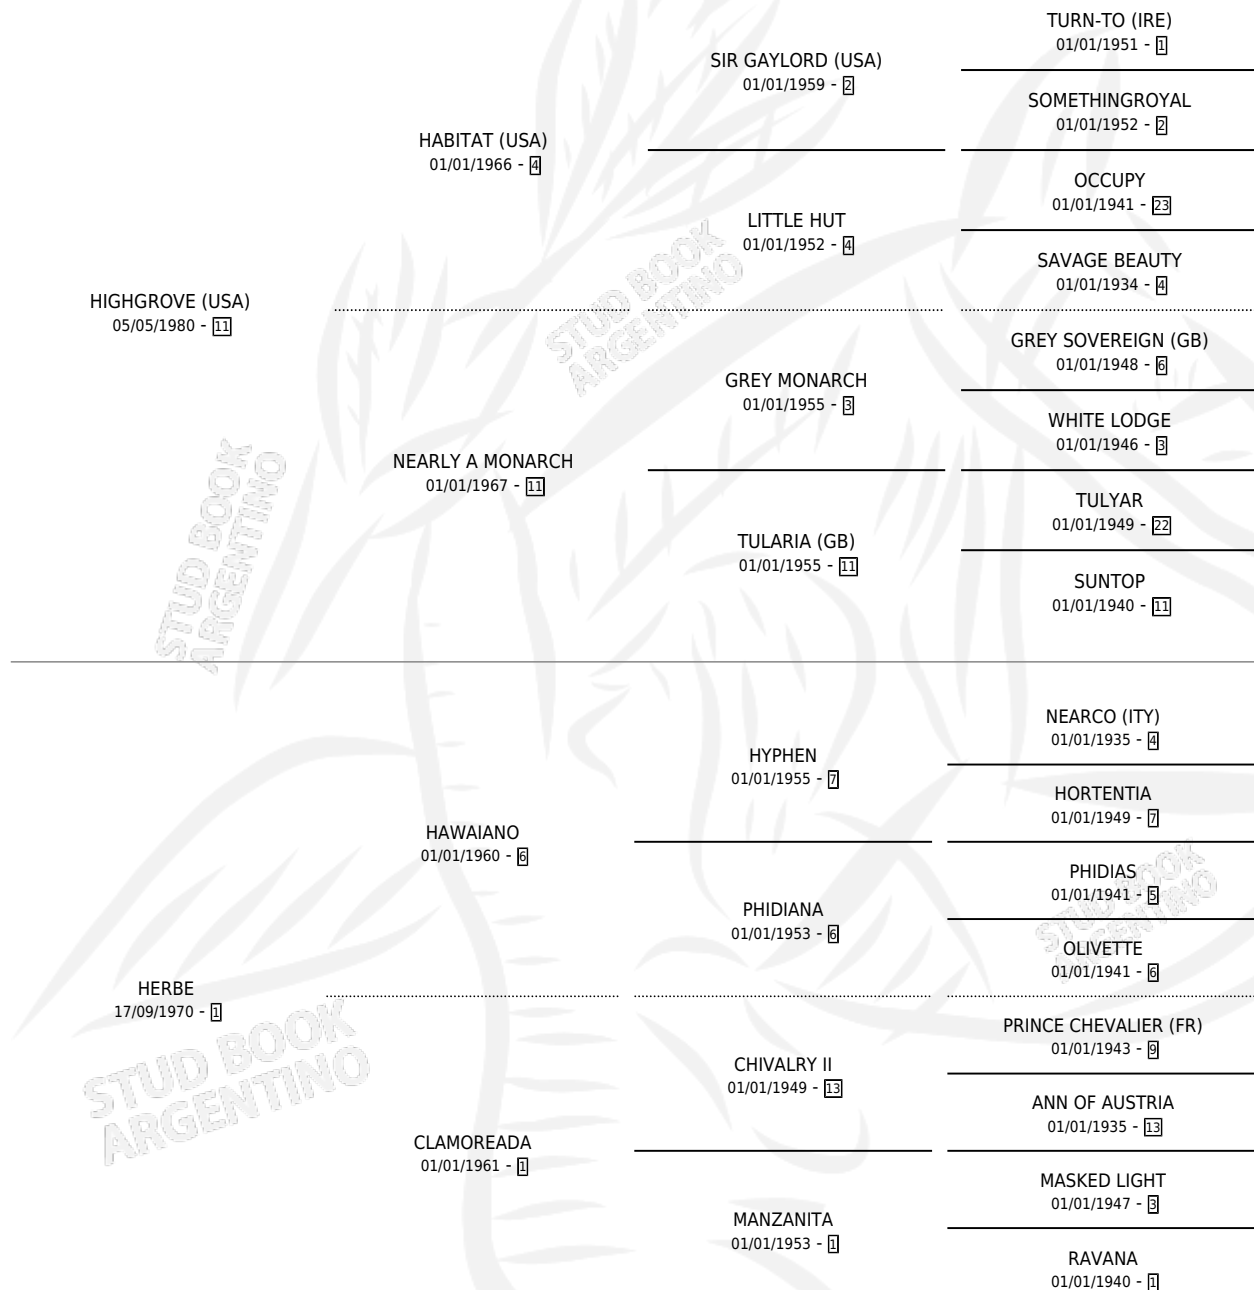 TURN-TO (IRE)
01/01/1951 - 1
SIR GAYLORD (USA)
01/01/1959 - 2
SOMETHINGROYAL
01/01/1952 - 2
HABITAT (USA)
01/01/1966 - 4
OCCUPY
01/01/1941 - 23
LITTLE HUT
01/01/1952 - 4
SAVAGE BEAUTY
01/01/1934 - 4
HIGHGROVE (USA)
05/05/1980 - 11
STUD BOOK
ARGENTINO
GREY SOVEREIGN (GB)
01/01/1948 - 6
GREY MONARCH
01/01/1955 - 3
WHITE LODGE
01/01/1946 - 3
NEARLY A MONARCH
01/01/1967 - 11
TULYAR
01/01/1949 - 22
TULARIA (GB)
01/01/1955 - 11
SUNTOP
01/01/1940 - 11
STUD BOOK
ARGENTINO
NEARCO (ITY)
01/01/1935 - 4
HYPHEN
01/01/1955 - 7
HORTENTIA
01/01/1949 - 7
HAWAIANO
01/01/1960 - 6
PHIDIAS
01/01/1941 - 5
PHIDIANA
01/01/1953 - 6
STUD BOOK
ARGENTINO
OLIVETTE
01/01/1941 - 6
HERBE
17/09/1970 - 1
STUD BOOK
ARGENTINO
PRINCE CHEVALIER (FR)
01/01/1943 - 9
CHIVALRY II
01/01/1949 - 13
ANN OF AUSTRIA
01/01/1935 - 13
CLAMOREADA
01/01/1961 - 1
MASKED LIGHT
01/01/1947 - 3
MANZANITA
01/01/1953 - 1
RAVANA
01/01/1940 - 1